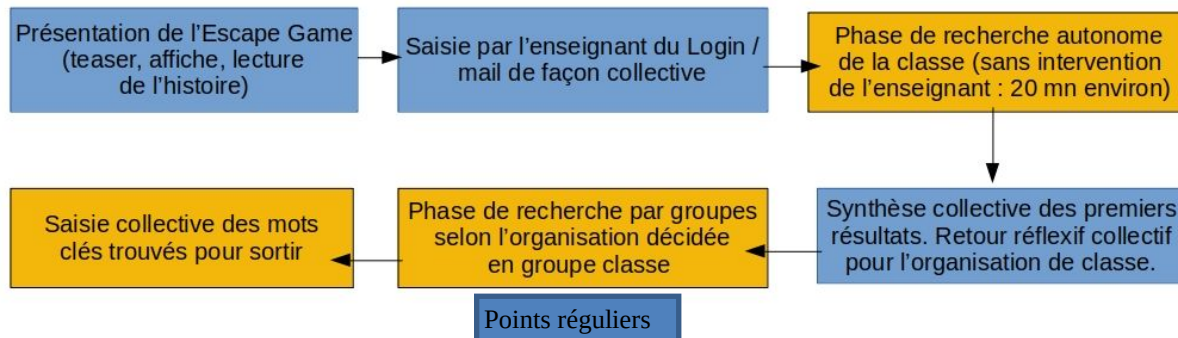 Présentation de l’Escape Game
(teaser, affiche, lecture
de l’histoire)
Saisie par l’enseignant du Login /
mail de façon collective
Phase de recherche autonome
de la classe (sans intervention
de l’enseignant : 20 mn environ)
Synthèse collective des premiers
résultats. Retour réflexif collectif
pour l’organisation de classe.
Phase de recherche par groupes
selon l’organisation décidée
en groupe classe
Saisie collective des mots
clés trouvés pour sortir
Points réguliers